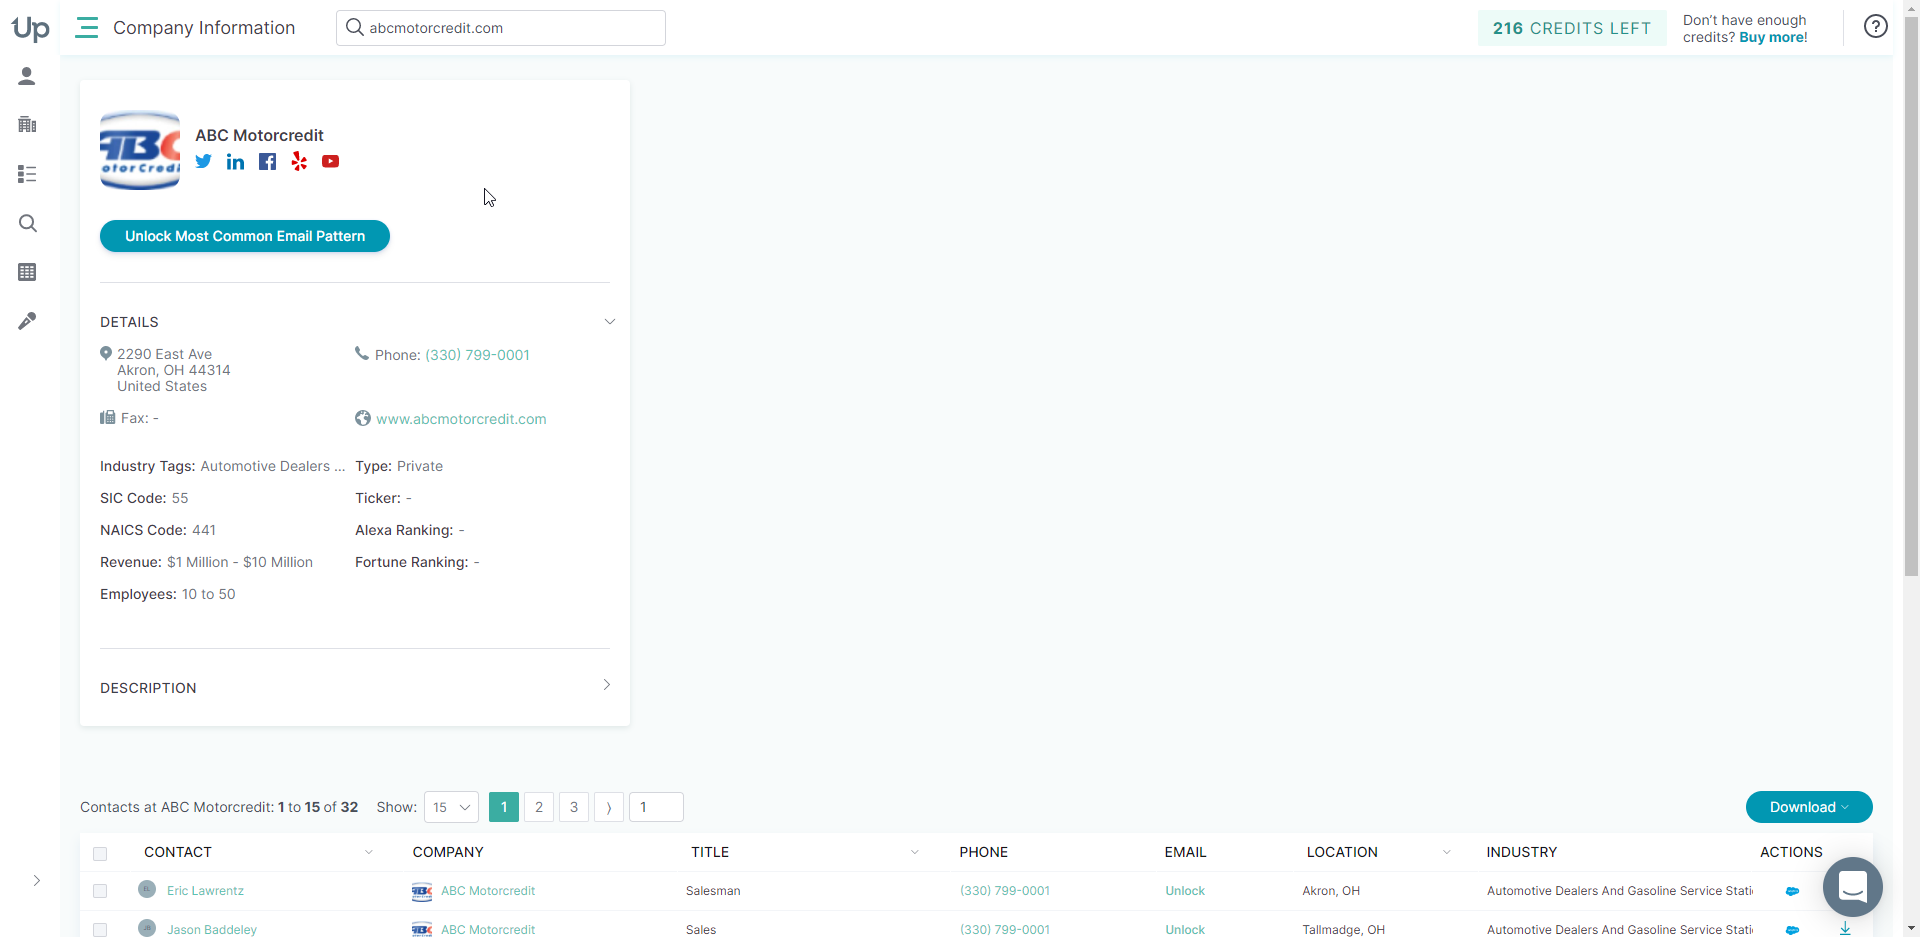 Up
Company Information
abcmotorcredit.com
216 CREDITS LEFT
Don't have enough
credits? Buy more!
ABC
otorCredi
ABC Motorcredit
Unlock Most Common Email Pattern
DETAILS
2290 East Ave
Akron, OH 44314
United States
Phone: (330) 799-0001
Fax: -
www.abcmotorcredit.com
Industry Tags: Automotive Dealers ...
Type: Private
SIC Code: 55
Ticker: -
NAICS Code: 441
Alexa Ranking: -
Revenue: $1 Million - $10 Million
Fortune Ranking: -
Employees: 10 to 50
DESCRIPTION
Contacts at ABC Motorcredit: 1 to 15 of 32 Show: 15 1 2 3 1
Download
CONTACT COMPANY TITLE PHONE EMAIL LOCATION INDUSTRY ACTIONS
EL Eric Lawrentz ABC Motorcredit Salesman (330) 799-0001 Unlock Akron, OH Automotive Dealers And Gasoline Service Stati
JB Jason Baddeley ABC Motorcredit Sales (330) 799-0001 Unlock Tallmadge, OH Automotive Dealers And Gasoline Service Stati